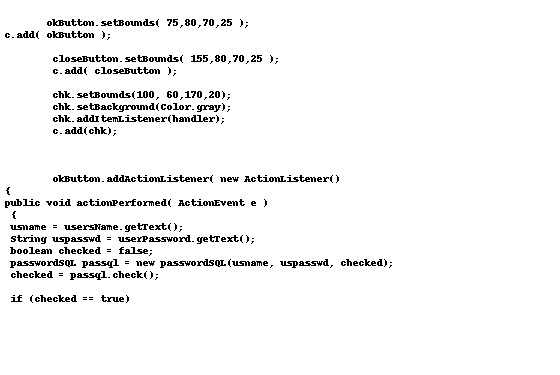 okButton.setBounds( 75,80,70,25 );
c.add( okButton );
closeButton.setBounds( 155,80,70,25 );
c.add( closeButton );
chk.setBounds(100, 60,170,20);
chk.setBackground(Color.gray);
chk.addItemListener(handler);
c.add(chk);
okButton.addActionListener( new ActionListener()
{
public void actionPerformed( ActionEvent e )
{
usname = usersName.getText();
String uspasswd = userPassword.getText();
boolean checked = false;
passwordSQL passql = new passwordSQL(usname, uspasswd, checked);
checked = passql.check();
if (checked == true)